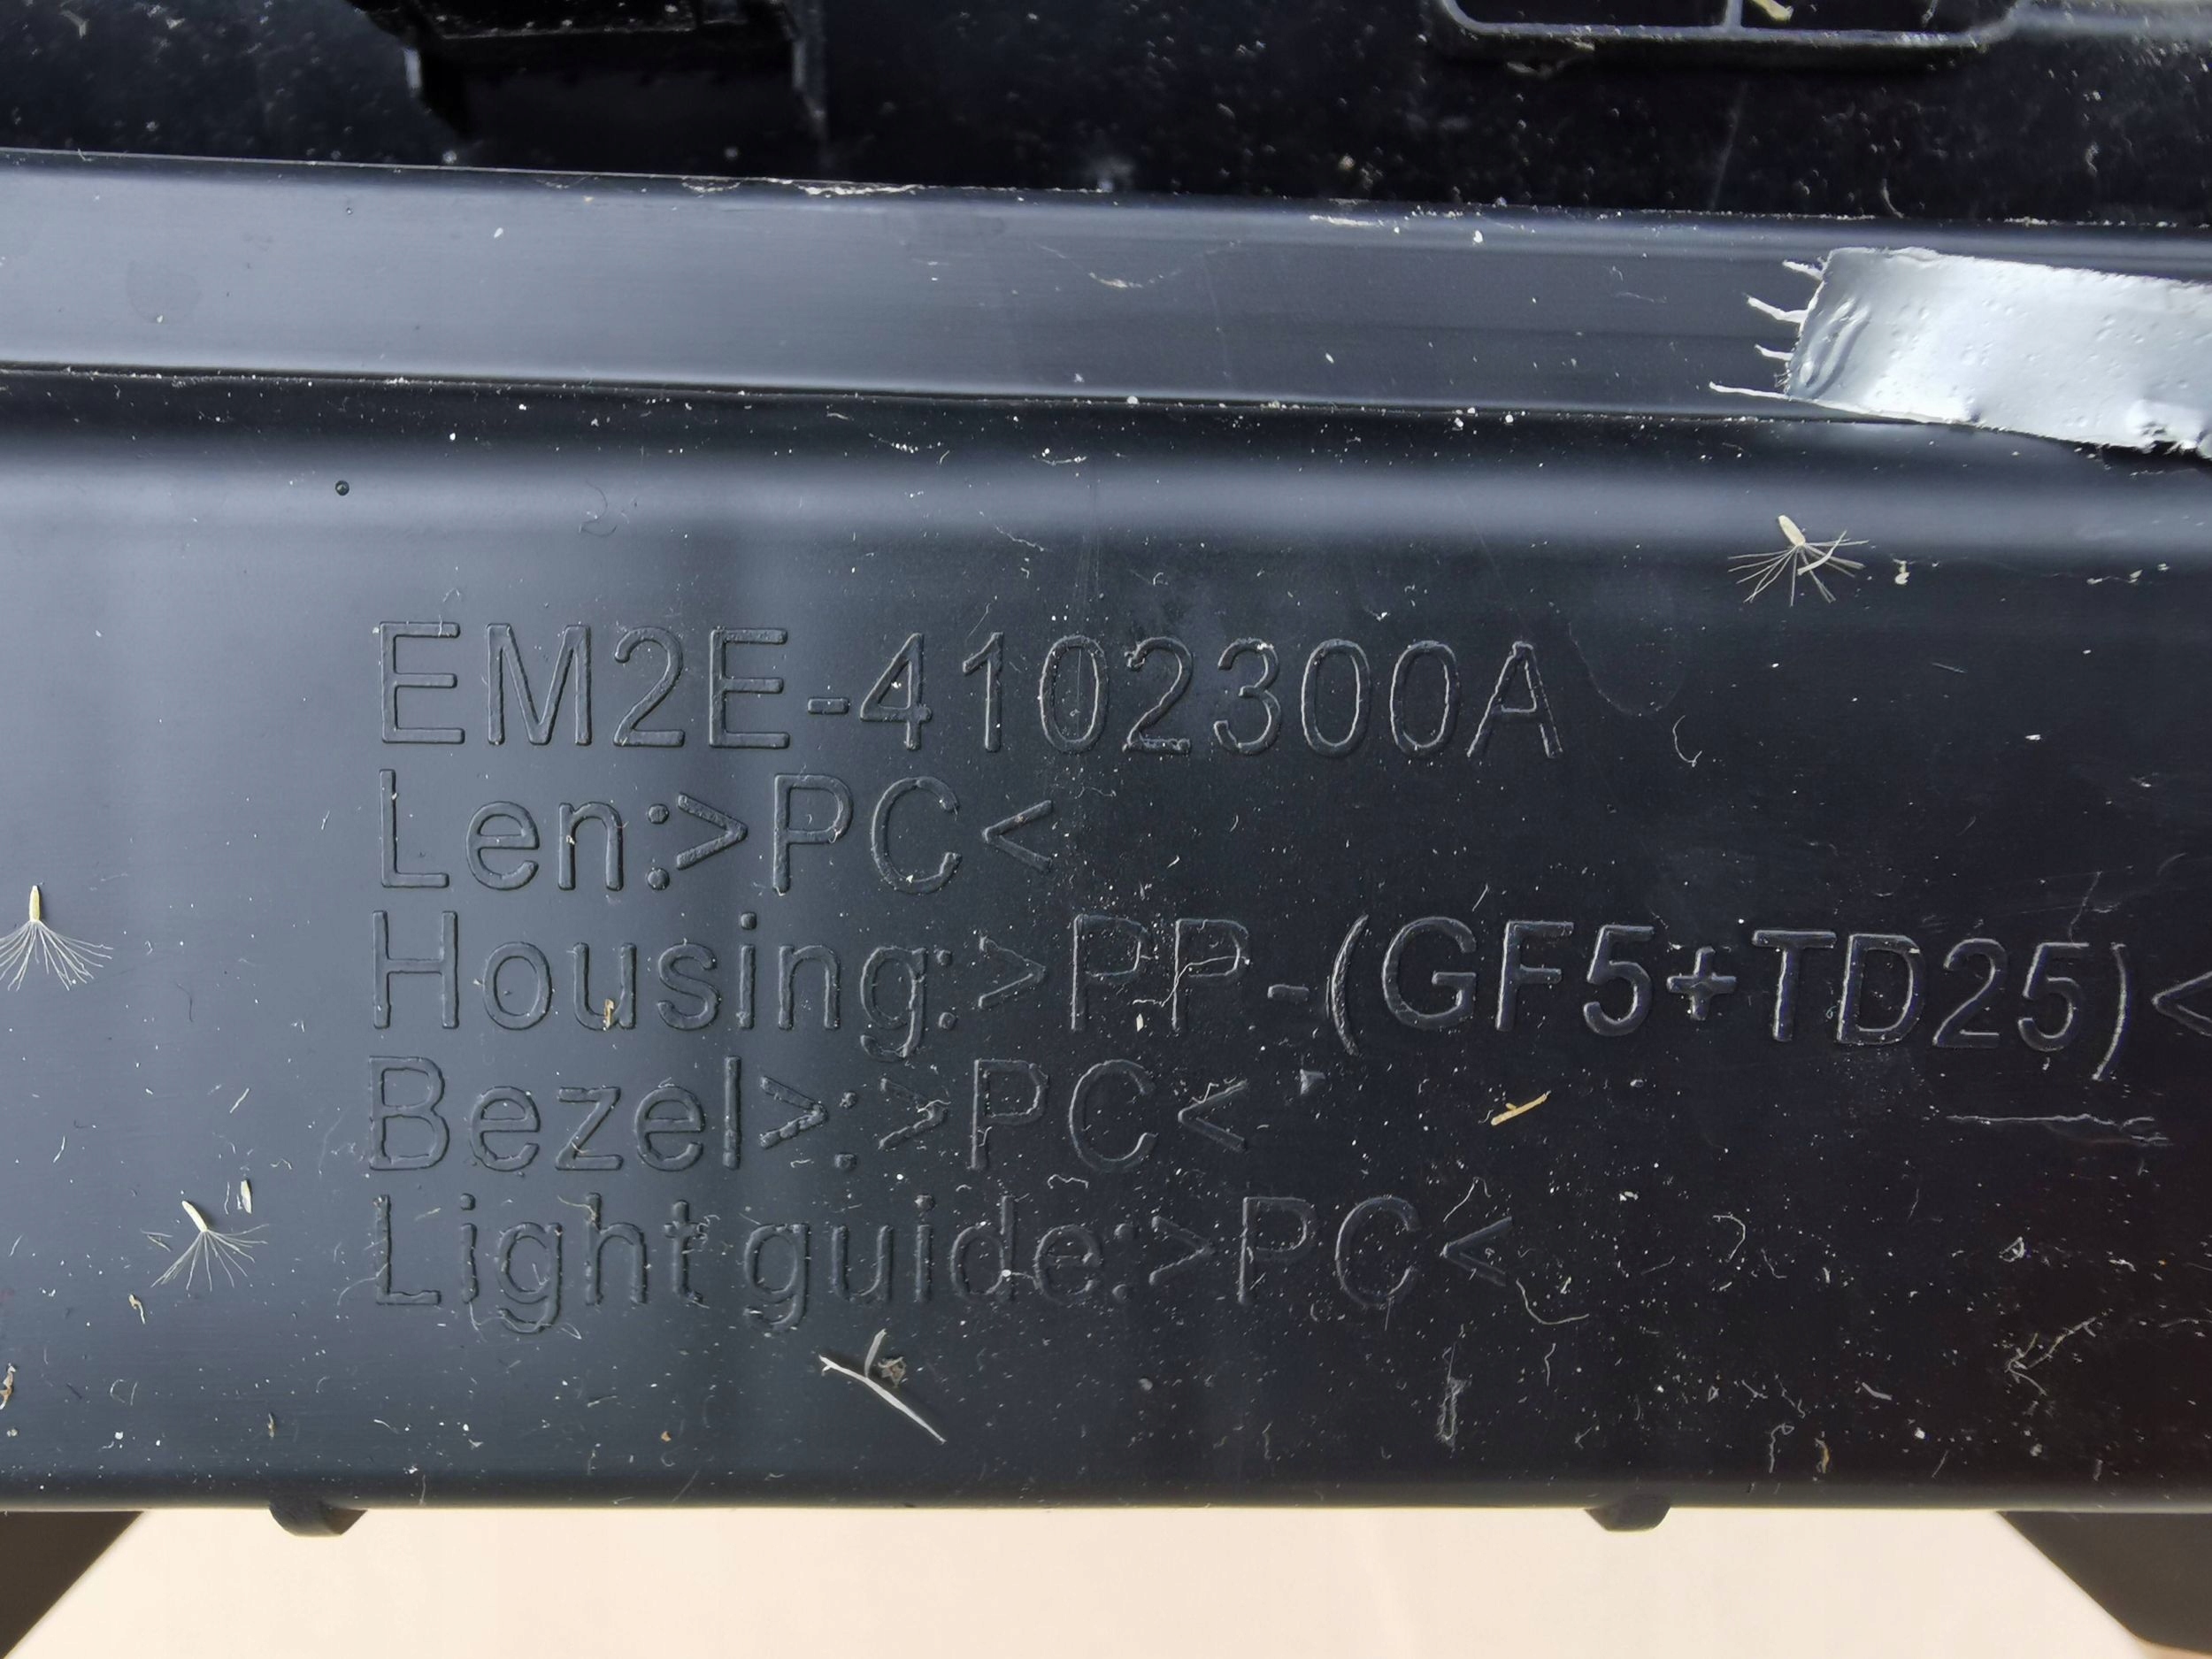 EM2E-4102300A
Len:>PC<
Housing:>PP-(GF5+TD25)<
Bezel>:>PC<
Light guide:>PC<